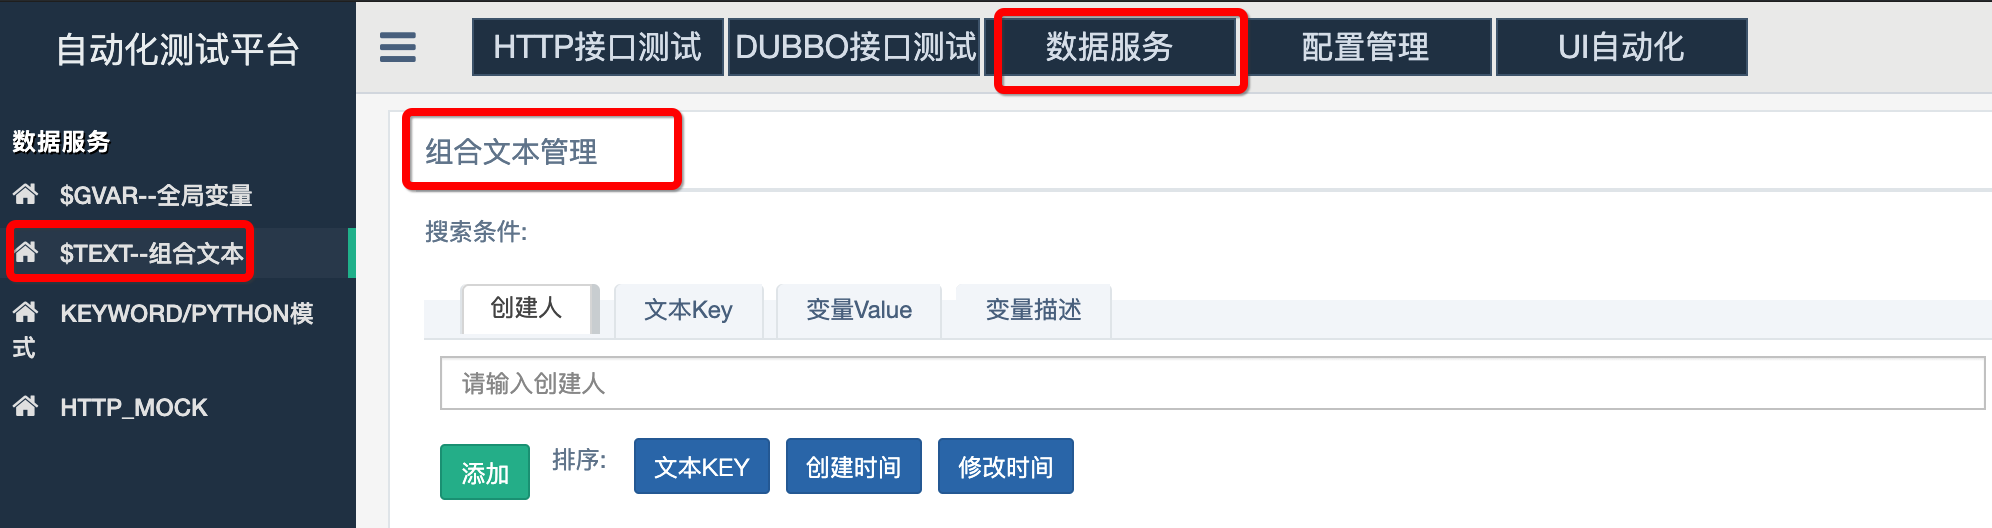 自动化测试平台
HTTP接口测试
DUBBO接口测试
数据服务
配置管理
UI自动化
数据服务
$GVAR--全局变量
$TEXT--组合文本
KEYWORD/PYTHON模
式
HTTP_MOCK
组合文本管理
搜索条件:
创建人
文本Key
变量Value
变量描述
请输入创建人
添加
排序:
文本KEY
创建时间
修改时间